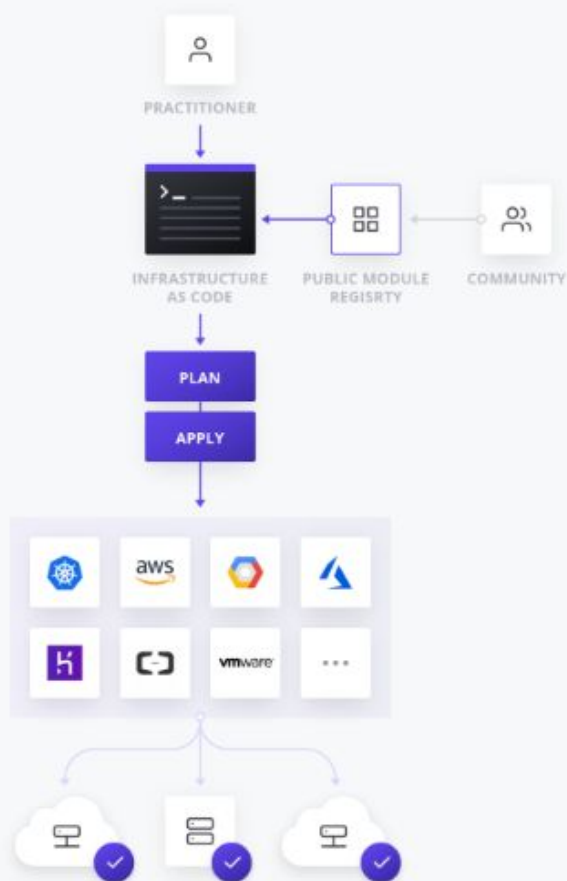 PRACTITIONER
INFRASTRUCTURE
AS CODE
PUBLIC MODULE
REGISRTY
COMMUNITY
PLAN
APPLY
aws
vmware